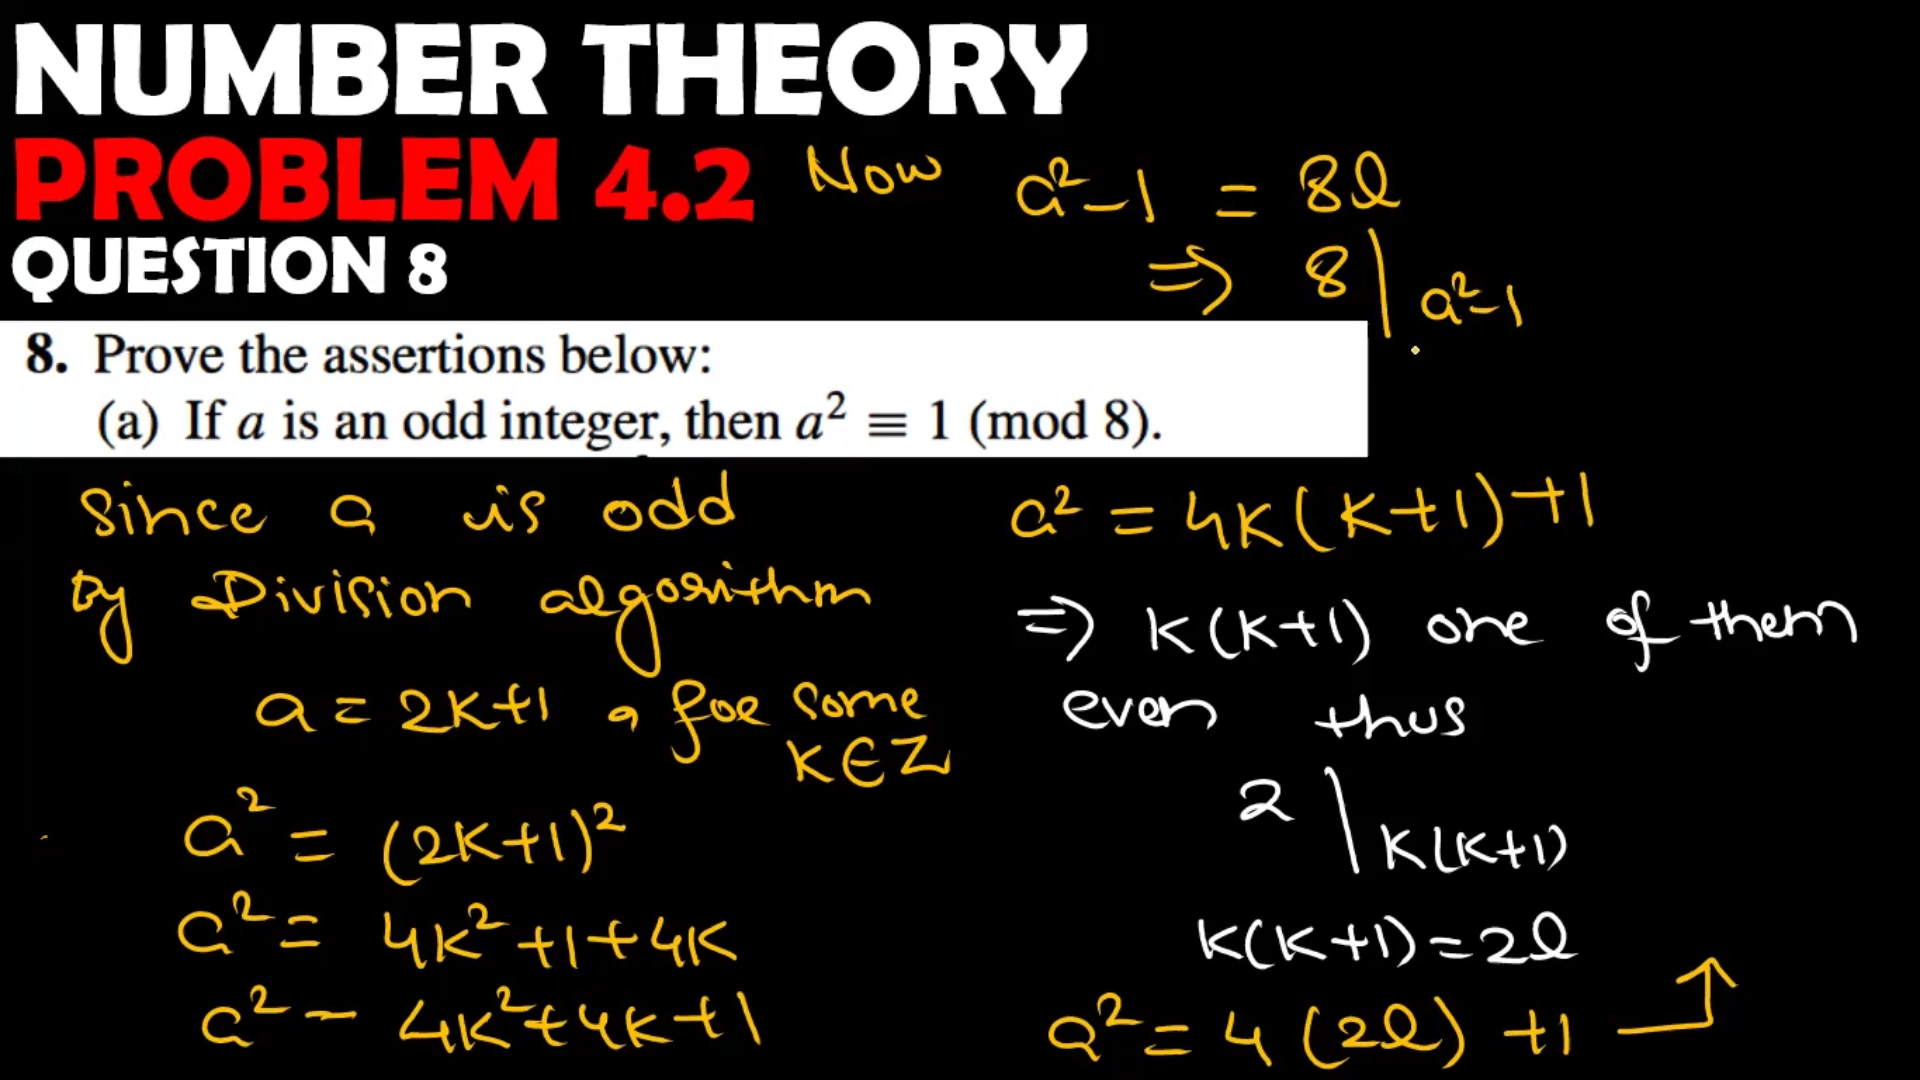 NUMBER THEORY
PROBLEM 4.2
QUESTION 8
8. Prove the assertions below:
(a) If a is an odd integer, then a² ≡ 1 (mod 8).
Since a is odd
By Division algorithm
a = 2K+1 , for some
K∈Z
a² = (2K+1)²
a² = 4K²+1+4K
a² = 4K²+4K+1
a² = 4K(K+1)+1
⇒ K(K+1) one of them
even thus
2 | K(K+1)
K(K+1)=2l
a² = 4(2l)+1
Now a²-1 = 8l
⇒ 8 | a²-1